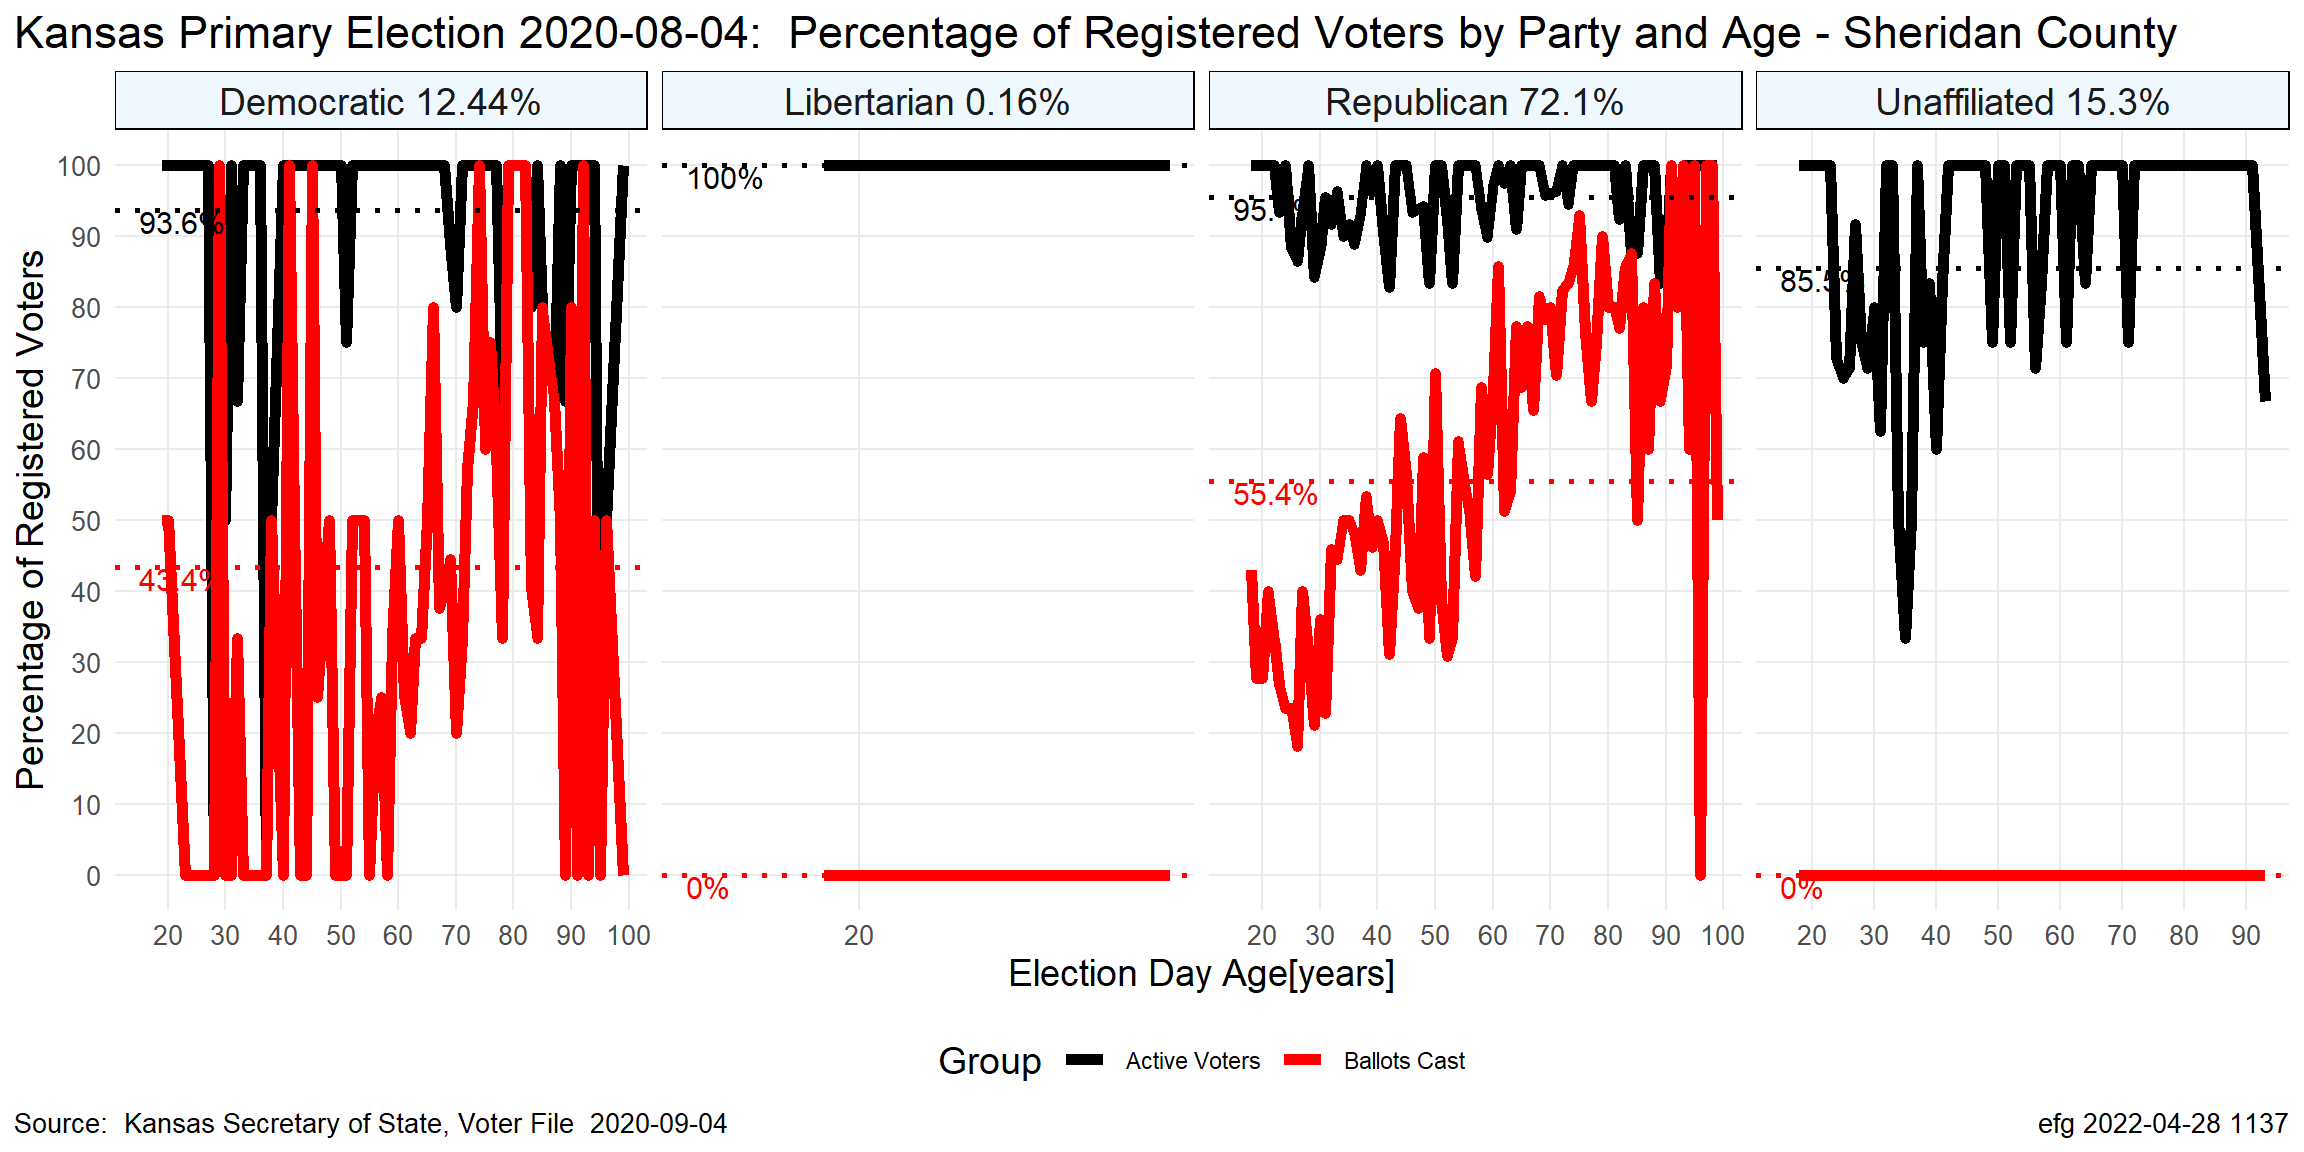 Kansas Primary Election 2020-08-04:  Percentage of Registered Voters by Party and Age - Sheridan County
Democratic 12.44%
Libertarian 0.16%
Republican 72.1%
Unaffiliated 15.3%
Percentage of Registered Voters
100
90
80
70
60
50
40
30
20
10
0
93.6%
43.4%
100%
0%
55.4%
85.5%
0%
20 30 40 50 60 70 80 90 100
20
20 30 40 50 60 70 80 90 100
20 30 40 50 60 70 80 90
Election Day Age[years]
Group Active Voters Ballots Cast
Source:  Kansas Secretary of State, Voter File  2020-09-04
efg 2022-04-28 1137